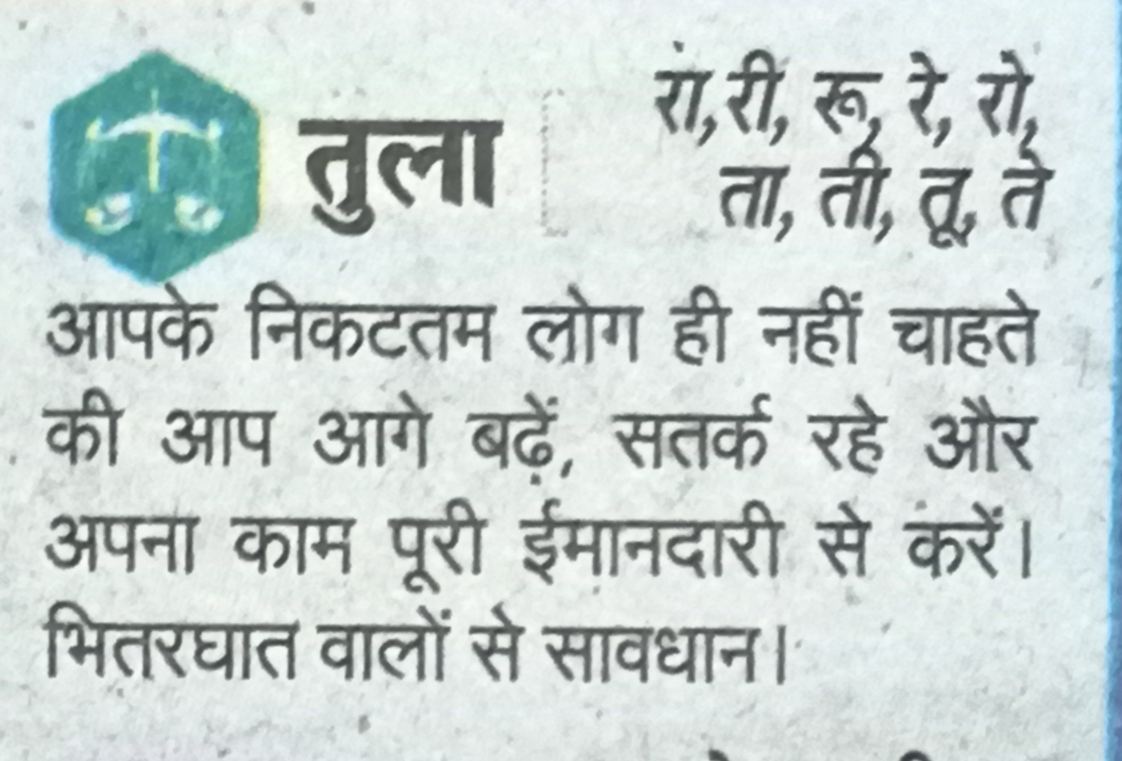 तुला
रा, री, रू, रे, रो,
ता, ती, तू, ते
आपके निकटतम लोग ही नहीं चाहते
की आप आगे बढ़ें, सतर्क रहे और
अपना काम पूरी ईमानदारी से करें।
भितरघात वालों से सावधान।